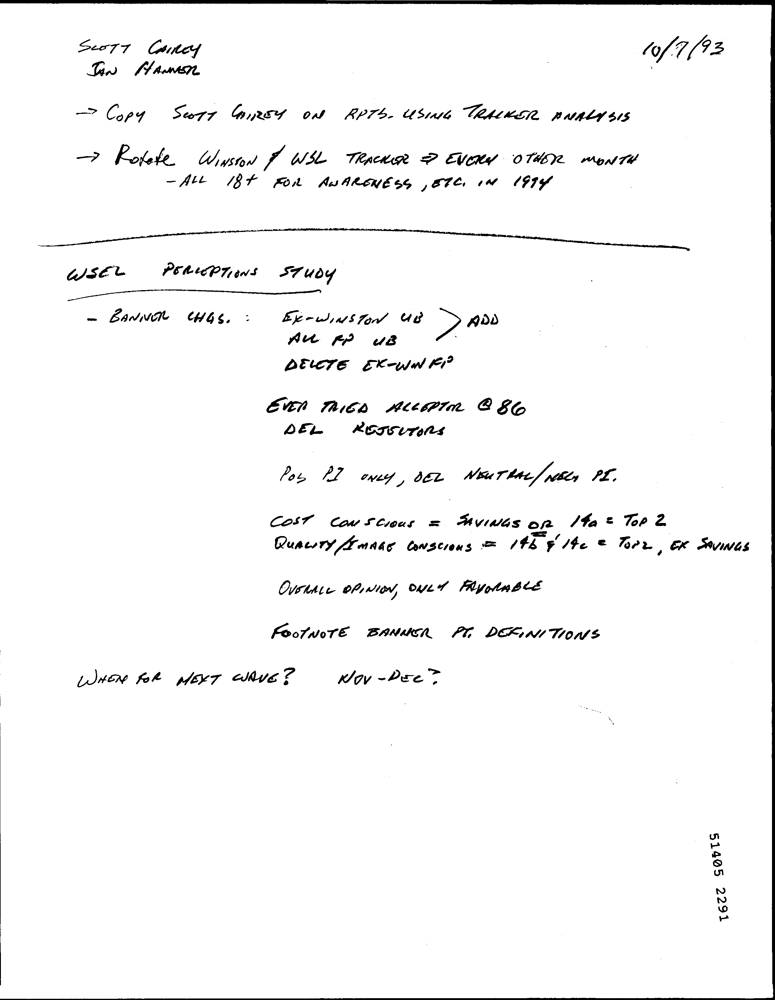 SCOTT CAIREY
10/7/93
JAN HANNER
→ COPY SCOTT CAIREY ON RPTS. USING TRACKER ANALYSIS
→ Rotate WINSTON & WSL TRACKER ⇒ EVERY OTHER MONTH
- ALL 18+ FOR AWARENESS, ETC. IN 1994
WSEL PERCEPTIONS STUDY
- BANNER CHGS. : EX-WINSTON UB > ADD
ALL FP UB
DELETE EX-WIN FP
EVER TRIED ACCEPTOR @ 86
DEL REJECTORS
POS PI ONLY, DEL NEUTRAL/NEG PI.
COST CONSCIOUS = SAVINGS OR 14a = TOP 2
QUALITY/IMAGE CONSCIOUS = 14b & 14c = TOP 2, EX SAVINGS
OVERALL OPINION, ONLY FAVORABLE
FOOTNOTE BANNER PT. DEFINITIONS
WHEN FOR NEXT WAVE? NOV-DEC?
51405 2291